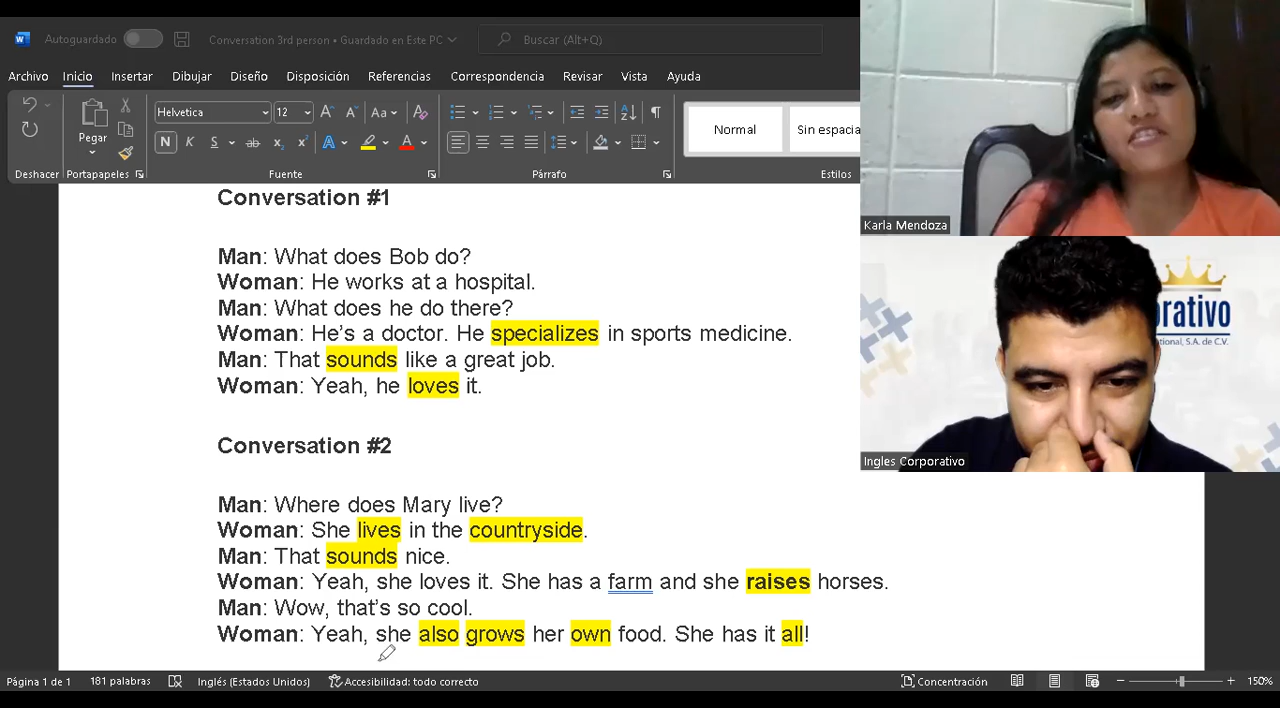 Autoguardado
Conversation 3rd person • Guardado en Este PC
Buscar (Alt+Q)
Archivo Inicio Insertar Dibujar Diseño Disposición Referencias Correspondencia Revisar Vista Ayuda
Pegar
Helvetica 12
N K S ab x₂ x² A A
Aa
Normal
Sin espacia
Deshacer Portapapeles Fuente Párrafo Estilos
Conversation #1
Man: What does Bob do?
Woman: He works at a hospital.
Man: What does he do there?
Woman: He’s a doctor. He specializes in sports medicine.
Man: That sounds like a great job.
Woman: Yeah, he loves it.
Conversation #2
Man: Where does Mary live?
Woman: She lives in the countryside.
Man: That sounds nice.
Woman: Yeah, she loves it. She has a farm and she raises horses.
Man: Wow, that’s so cool.
Woman: Yeah, she also grows her own food. She has it all!
Página 1 de 1 181 palabras Inglés (Estados Unidos) Accesibilidad: todo correcto Concentración 150%
Karla Mendoza
orativo
national, S.A. de C.V.
Ingles Corporativo